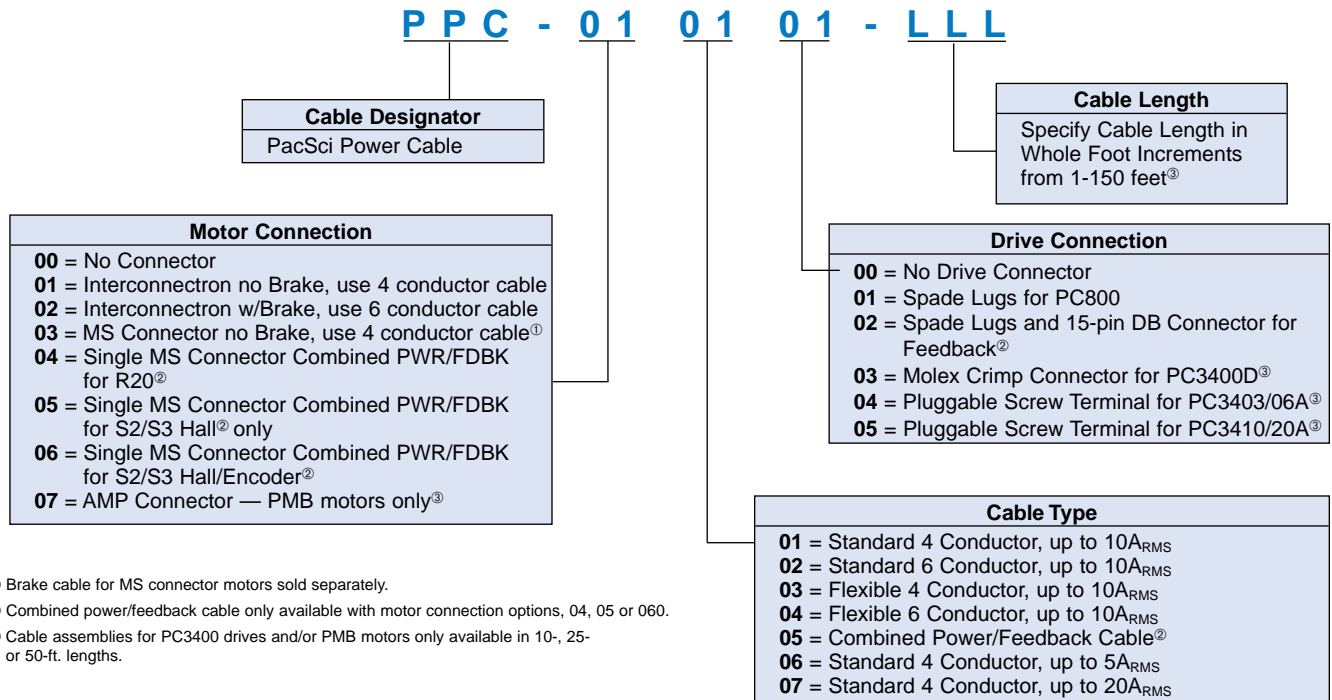 PPC - 01 01 01 - LLL
Cable Designator
PacSci Power Cable
Cable Length
Specify Cable Length in
Whole Foot Increments
from 1-150 feet③
Motor Connection
00 = No Connector
01 = Interconnectron no Brake, use 4 conductor cable
02 = Interconnectron w/Brake, use 6 conductor cable
03 = MS Connector no Brake, use 4 conductor cable①
04 = Single MS Connector Combined PWR/FDBK
for R20②
05 = Single MS Connector Combined PWR/FDBK
for S2/S3 Hall② only
06 = Single MS Connector Combined PWR/FDBK
for S2/S3 Hall/Encoder②
07 = AMP Connector — PMB motors only③
Drive Connection
00 = No Drive Connector
01 = Spade Lugs for PC800
02 = Spade Lugs and 15-pin DB Connector for
Feedback②
03 = Molex Crimp Connector for PC3400D③
04 = Pluggable Screw Terminal for PC3403/06A③
05 = Pluggable Screw Terminal for PC3410/20A③
Cable Type
01 = Standard 4 Conductor, up to 10ARMS
02 = Standard 6 Conductor, up to 10ARMS
03 = Flexible 4 Conductor, up to 10ARMS
04 = Flexible 6 Conductor, up to 10ARMS
05 = Combined Power/Feedback Cable②
06 = Standard 4 Conductor, up to 5ARMS
07 = Standard 4 Conductor, up to 20ARMS
Brake cable for MS connector motors sold separately.
Combined power/feedback cable only available with motor connection options, 04, 05 or 060.
Cable assemblies for PC3400 drives and/or PMB motors only available in 10-, 25-
or 50-ft. lengths.